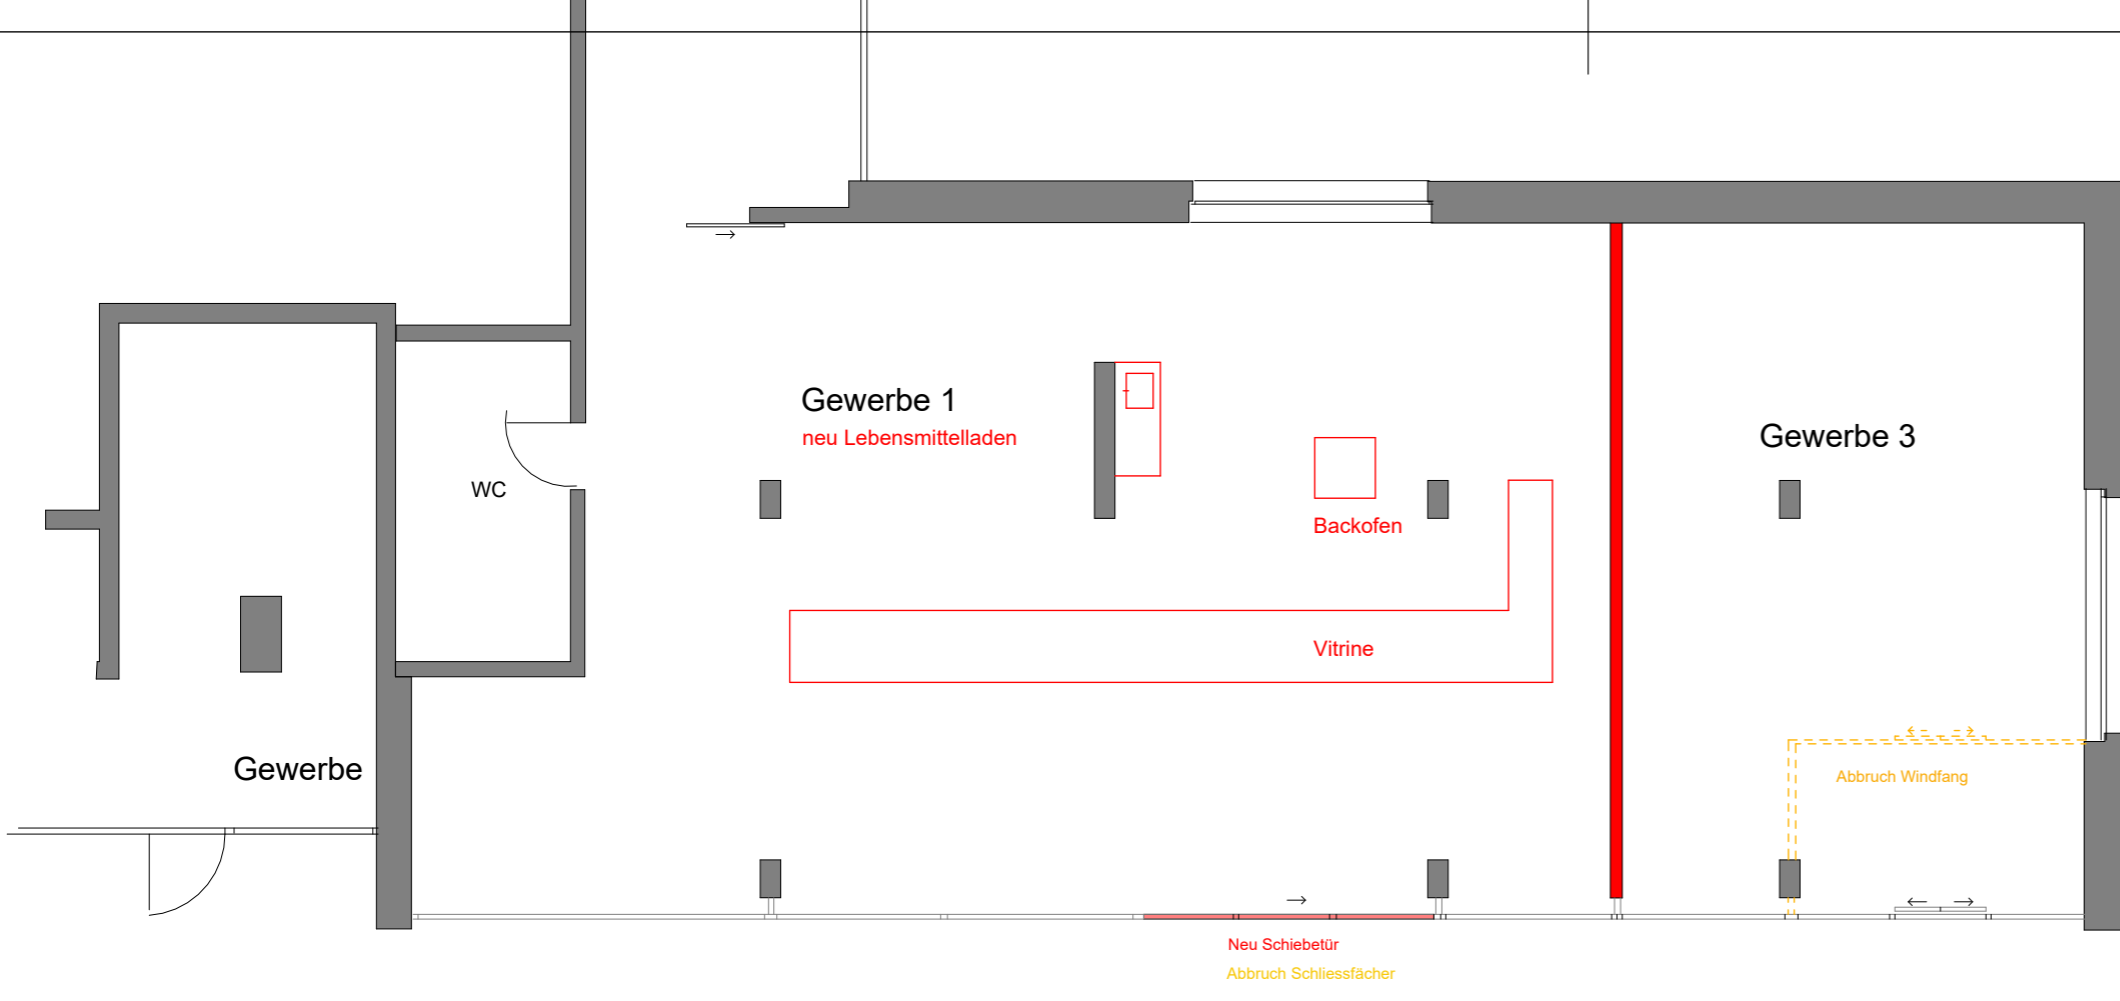 Gewerbe 1
neu Lebensmittelladen
Gewerbe 3
WC
Backofen
Vitrine
Gewerbe
Abbruch Windfang
Neu Schiebetür
Abbruch Schliessfächer